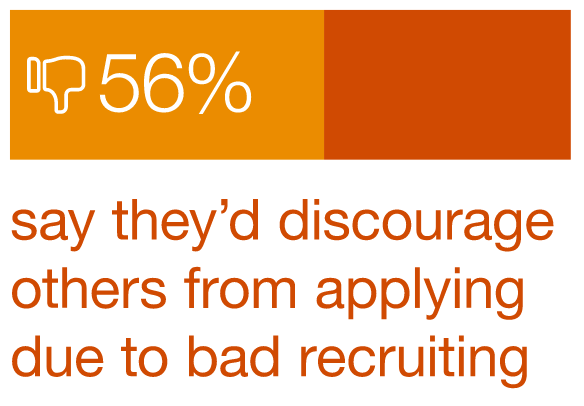 56%
say they’d discourage
others from applying
due to bad recruiting